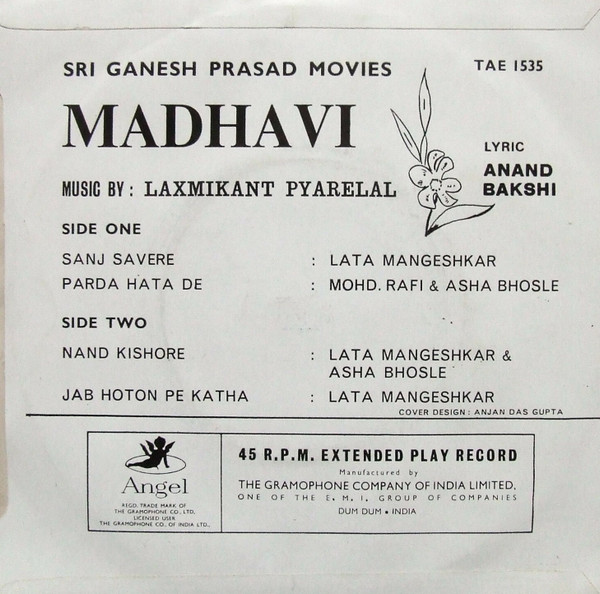 SRI GANESH PRASAD MOVIES
TAE 1535
MADHAVI
LYRIC
ANAND
BAKSHI
MUSIC BY : LAXMIKANT PYARELAL
SIDE ONE
SANJ SAVERE : LATA MANGESHKAR
PARDA HATA DE : MOHD. RAFI & ASHA BHOSLE
SIDE TWO
NAND KISHORE : LATA MANGESHKAR &
ASHA BHOSLE
JAB HOTON PE KATHA : LATA MANGESHKAR
COVER DESIGN : ANJAN DAS GUPTA
Angel
REGD. TRADE MARK OF
THE GRAMOPHONE CO. LTD.
LICENSED USER
THE GRAMOPHONE CO. OF INDIA LTD.
45 R.P.M. EXTENDED PLAY RECORD
Manufactured by
THE GRAMOPHONE COMPANY OF INDIA LIMITED.
ONE OF THE E. M. I. GROUP OF COMPANIES
DUM DUM • INDIA